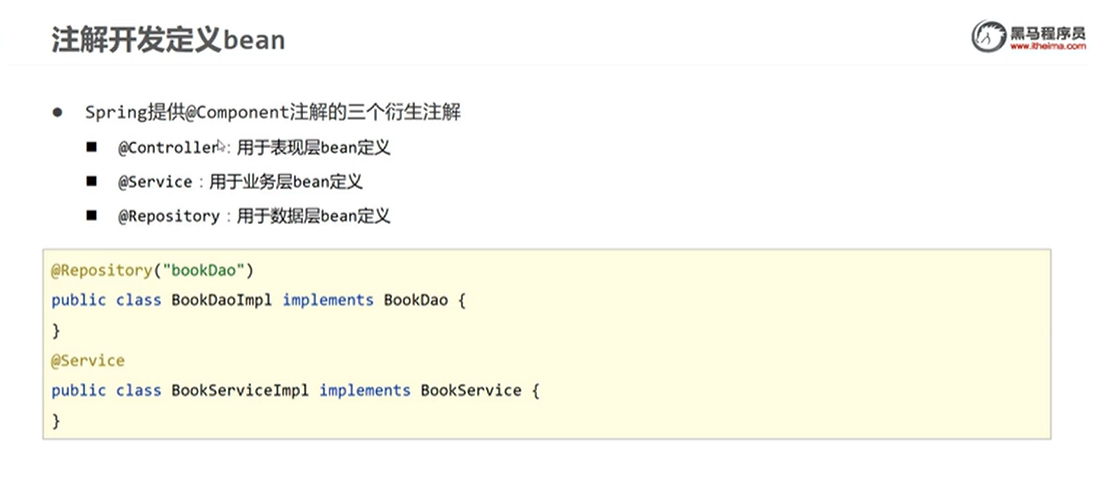 注解开发定义bean
黑马程序员
www.itheima.com
● Spring提供@Component注解的三个衍生注解
■ @Controller：用于表现层bean定义
■ @Service：用于业务层bean定义
■ @Repository：用于数据层bean定义
@Repository("bookDao")
public class BookDaoImpl implements BookDao {
}
@Service
public class BookServiceImpl implements BookService {
}